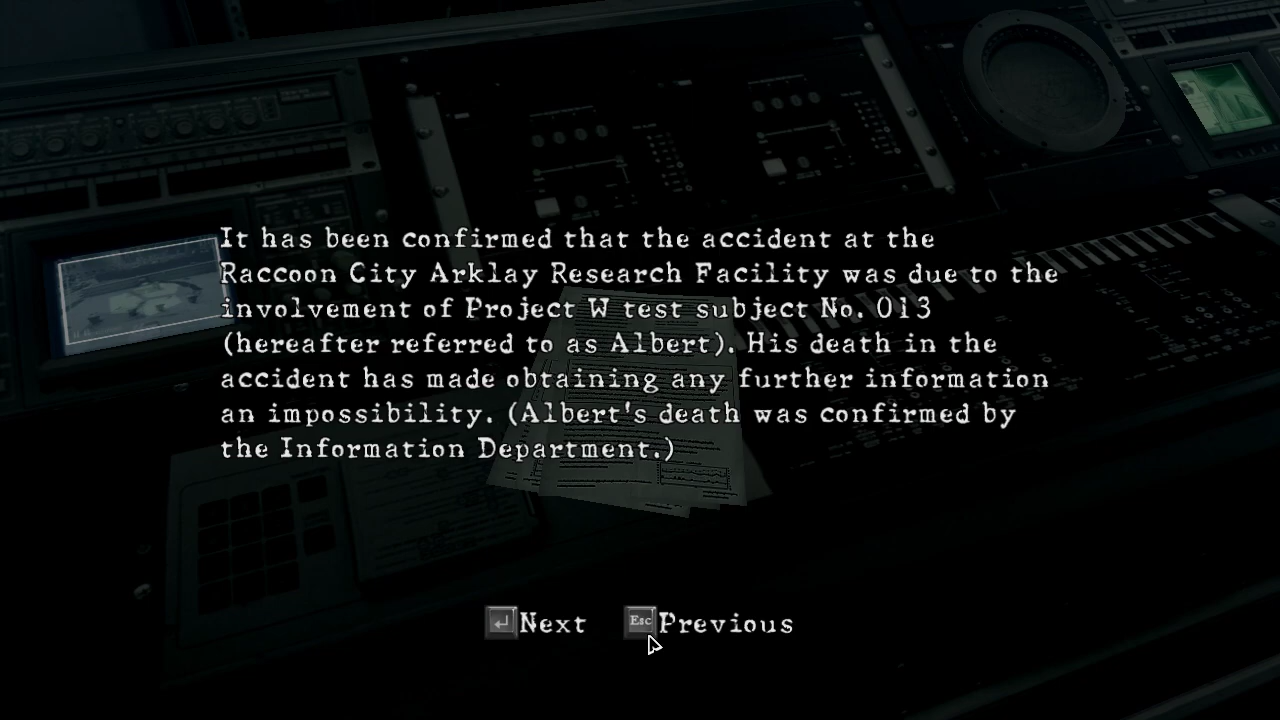 It has been confirmed that the accident at the
Raccoon City Arklay Research Facility was due to the
involvement of Project W test subject No. 013
(hereafter referred to as Albert). His death in the
accident has made obtaining any further information
an impossibility. (Albert's death was confirmed by
the Information Department.)
Next Esc Previous